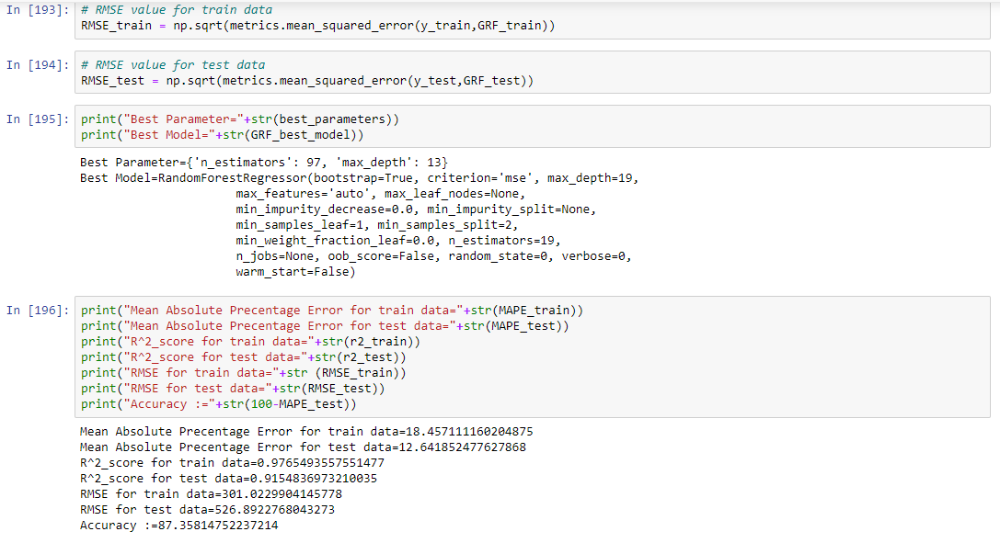 In [193]: # RMSE value for train data
RMSE_train = np.sqrt(metrics.mean_squared_error(y_train,GRF_train))
In [194]: # RMSE value for test data
RMSE_test = np.sqrt(metrics.mean_squared_error(y_test,GRF_test))
In [195]: print("Best Parameter="+str(best_parameters))
print("Best Model="+str(GRF_best_model))
Best Parameter={'n_estimators': 97, 'max_depth': 13}
Best Model=RandomForestRegressor(bootstrap=True, criterion='mse', max_depth=19,
max_features='auto', max_leaf_nodes=None,
min_impurity_decrease=0.0, min_impurity_split=None,
min_samples_leaf=1, min_samples_split=2,
min_weight_fraction_leaf=0.0, n_estimators=19,
n_jobs=None, oob_score=False, random_state=0, verbose=0,
warm_start=False)
In [196]: print("Mean Absolute Precentage Error for train data="+str(MAPE_train))
print("Mean Absolute Precentage Error for test data="+str(MAPE_test))
print("R^2_score for train data="+str(r2_train))
print("R^2_score for test data="+str(r2_test))
print("RMSE for train data="+str (RMSE_train))
print("RMSE for test data="+str(RMSE_test))
print("Accuracy :="+str(100-MAPE_test))
Mean Absolute Precentage Error for train data=18.457111160204875
Mean Absolute Precentage Error for test data=12.641852477627868
R^2_score for train data=0.9765493557551477
R^2_score for test data=0.9154836973210035
RMSE for train data=301.0229904145778
RMSE for test data=526.8922768043273
Accuracy :=87.35814752237214